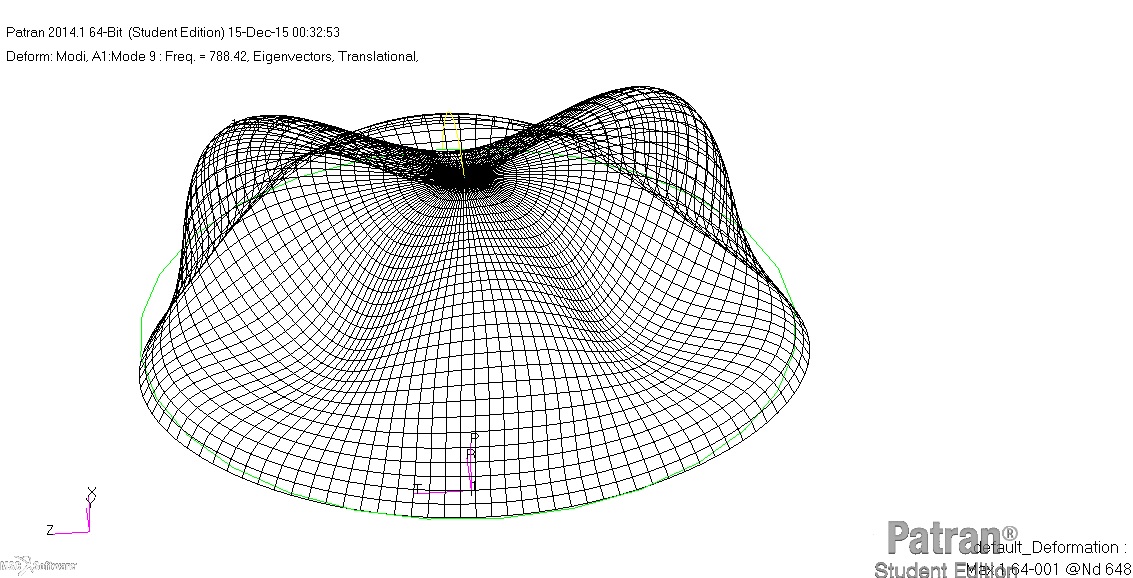 Patran 2014.1 64-Bit (Student Edition) 15-Dec-15 00:32:53
Deform: Modi, A1:Mode 9 : Freq. = 788.42, Eigenvectors, Translational,
R
T
Z
Patran®
default_Deformation :
Student Edition
Max 1.64-001 @Nd 648